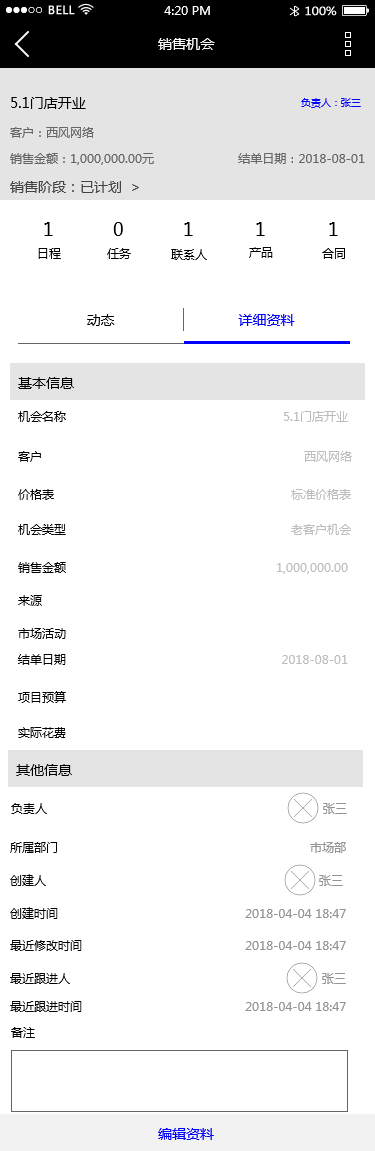 BELL 4:20 PM 100%
销售机会
5.1门店开业 负责人：张三
客户：西风网络
销售金额：1,000,000.00元 结单日期：2018-08-01
销售阶段：已计划 >
1 0 1 1 1
日程 任务 联系人 产品 合同
动态 详细资料
基本信息
机会名称 5.1门店开业
客户 西风网络
价格表 标准价格表
机会类型 老客户机会
销售金额 1,000,000.00
来源
市场活动
结单日期 2018-08-01
项目预算
实际花费
其他信息
负责人 张三
所属部门 市场部
创建人 张三
创建时间 2018-04-04 18:47
最近修改时间 2018-04-04 18:47
最近跟进人 张三
最近跟进时间 2018-04-04 18:47
备注
编辑资料